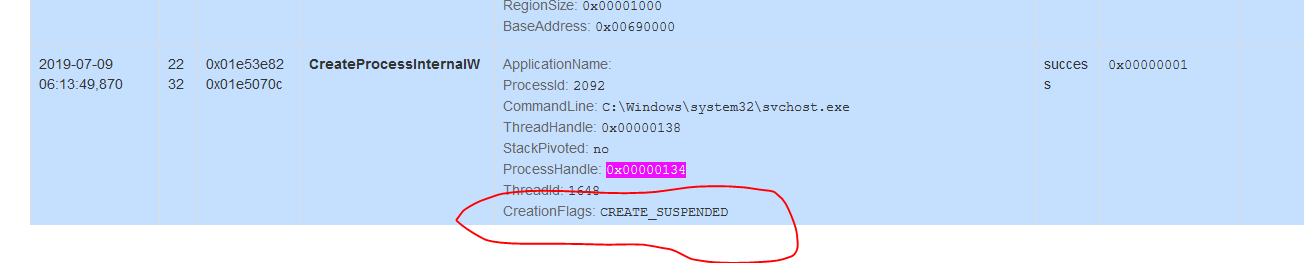 RegionSize: 0x00001000
BaseAddress: 0x00690000
2019-07-09 22 0x01e53e82 CreateProcessInternalW ApplicationName: succes 0x00000001
06:13:49,870 32 0x01e5070c ProcessId: 2092 s
CommandLine: C:\Windows\system32\svchost.exe
ThreadHandle: 0x00000138
StackPivoted: no
ProcessHandle: 0x00000134
ThreadId: 1648
CreationFlags: CREATE_SUSPENDED